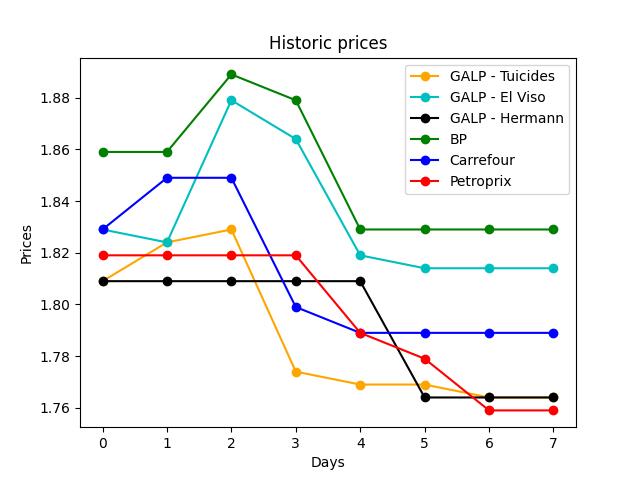 Historic prices
GALP - Tuicides
GALP - El Viso
GALP - Hermann
BP
Carrefour
Petroprix
Prices
1.88
1.86
1.84
1.82
1.80
1.78
1.76
0 1 2 3 4 5 6 7
Days